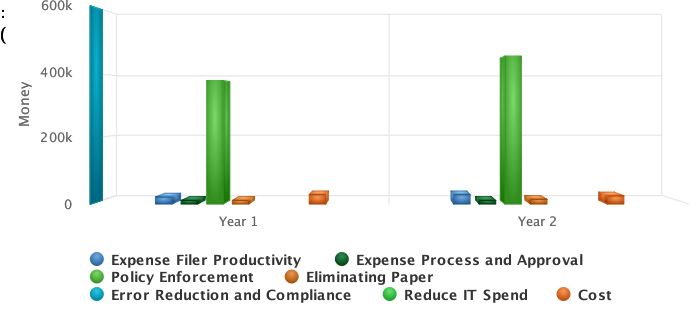 :
(
600k
400k
200k
0
Money
Year 1 Year 2
Expense Filer Productivity Expense Process and Approval
Policy Enforcement Eliminating Paper
Error Reduction and Compliance Reduce IT Spend Cost